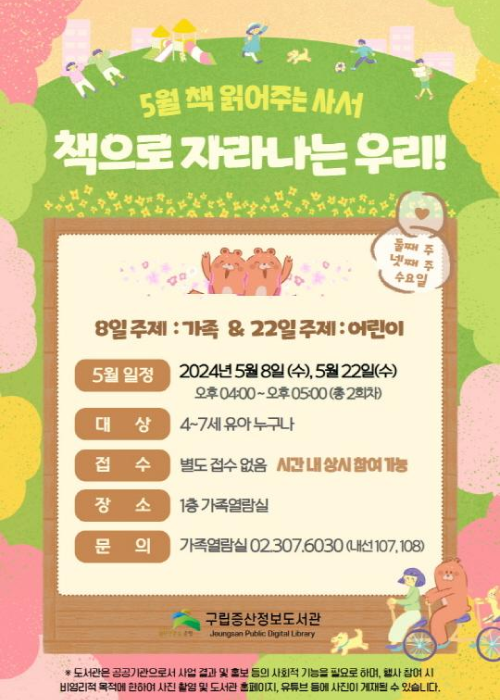 5월 책 읽어주는 사서
책으로 자라나는 우리!
둘째 주
넷째 주
수요일
8일 주제 : 가족 & 22일 주제 : 어린이
5월 일정 2024년 5월 8일 (수), 5월 22일(수)
오후 04:00 ~ 오후 05:00 (총 2회차)
대 상 4~7세 유아 누구나
접 수 별도 접수 없음 시간 내 상시 참여 가능
장 소 1층 가족열람실
문 의 가족열람실 02.307.6030 (내선 107, 108)
구립증산정보도서관
Jeungsan Public Digital Library
※ 도서관은 공공기관으로서 사업 결과 및 홍보 등의 사회적 기능을 필요로 하며, 행사 참여 시
비영리적 목적에 한하여 사진 촬영 및 도서관 홈페이지, 유튜브 등에 사진이 게재될 수 있습니다.